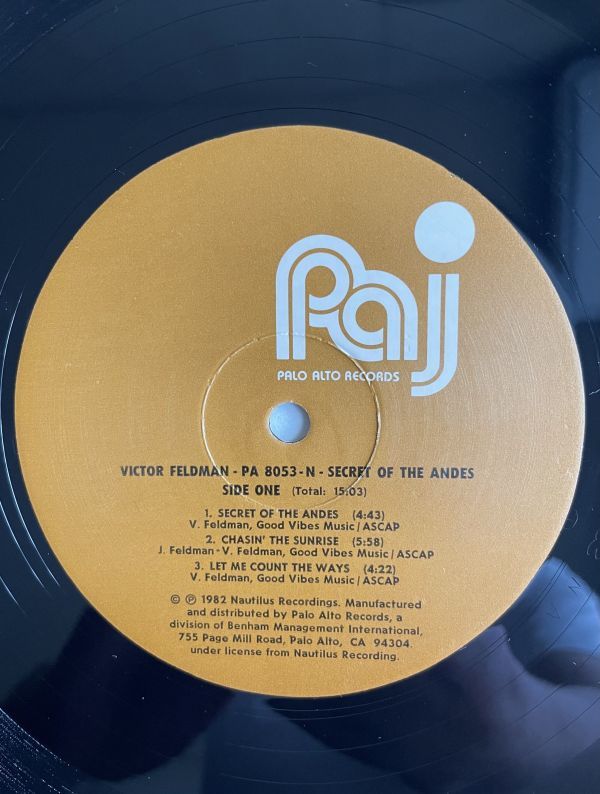 Paj
PALO ALTO RECORDS
VICTOR FELDMAN - PA 8053-N - SECRET OF THE ANDES
SIDE ONE (Total: 15:03)
1. SECRET OF THE ANDES (4:43)
V. Feldman, Good Vibes Music/ASCAP
2. CHASIN' THE SUNRISE (5:58)
J. Feldman - V. Feldman, Good Vibes Music/ASCAP
3. LET ME COUNT THE WAYS (4:22)
V. Feldman, Good Vibes Music/ASCAP
© ℗ 1982 Nautilus Recordings. Manufactured
and distributed by Palo Alto Records, a
division of Benham Management International,
755 Page Mill Road, Palo Alto, CA 94304.
under license from Nautilus Recording.